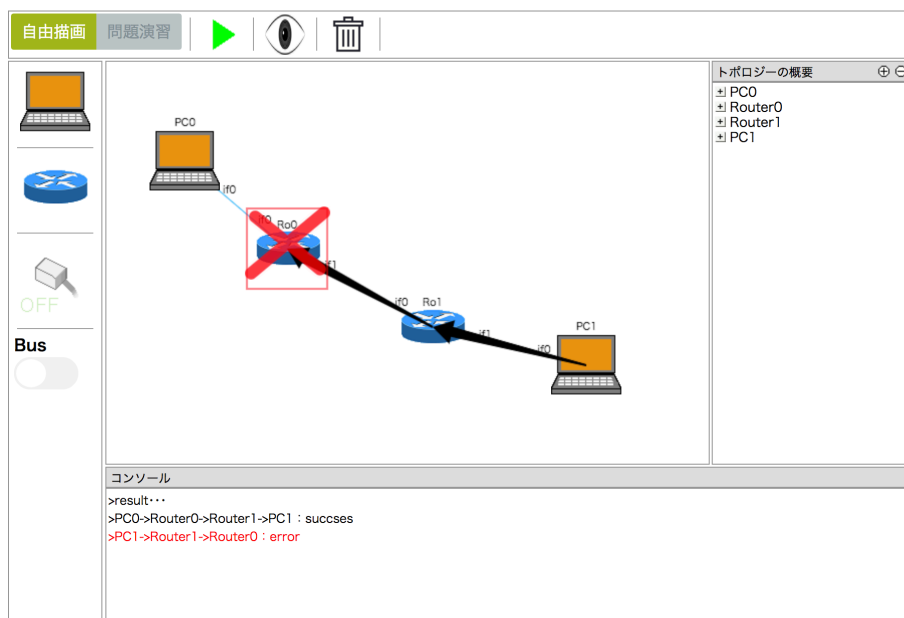 自由描画 問題演習
OFF
Bus
PC0
if0
if0
Ro0
if1
if0
Ro1
if1
if0
PC1
トポロジーの概要
PC0
Router0
Router1
PC1
コンソール
>result･･･
>PC0->Router0->Router1->PC1：succses
>PC1->Router1->Router0：error